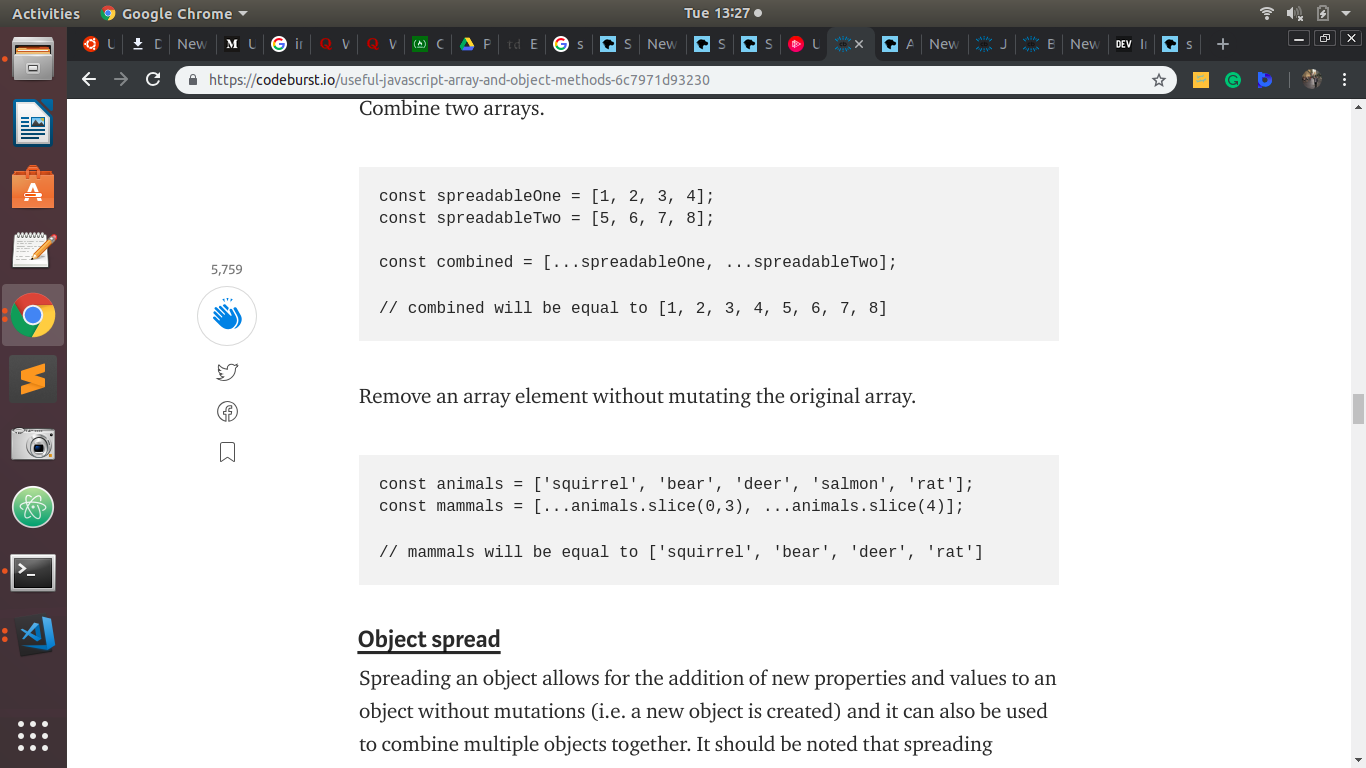 Activities Google Chrome Tue 13:27
U D New M U in W W C P td E s S New S S U A New J B New DEV I s
https://codeburst.io/useful-javascript-array-and-object-methods-6c7971d93230
Combine two arrays.
const spreadableOne = [1, 2, 3, 4];
const spreadableTwo = [5, 6, 7, 8];
const combined = [...spreadableOne, ...spreadableTwo];
// combined will be equal to [1, 2, 3, 4, 5, 6, 7, 8]
5,759
Remove an array element without mutating the original array.
const animals = ['squirrel', 'bear', 'deer', 'salmon', 'rat'];
const mammals = [...animals.slice(0,3), ...animals.slice(4)];
// mammals will be equal to ['squirrel', 'bear', 'deer', 'rat']
Object spread
Spreading an object allows for the addition of new properties and values to an
object without mutations (i.e. a new object is created) and it can also be used
to combine multiple objects together. It should be noted that spreading